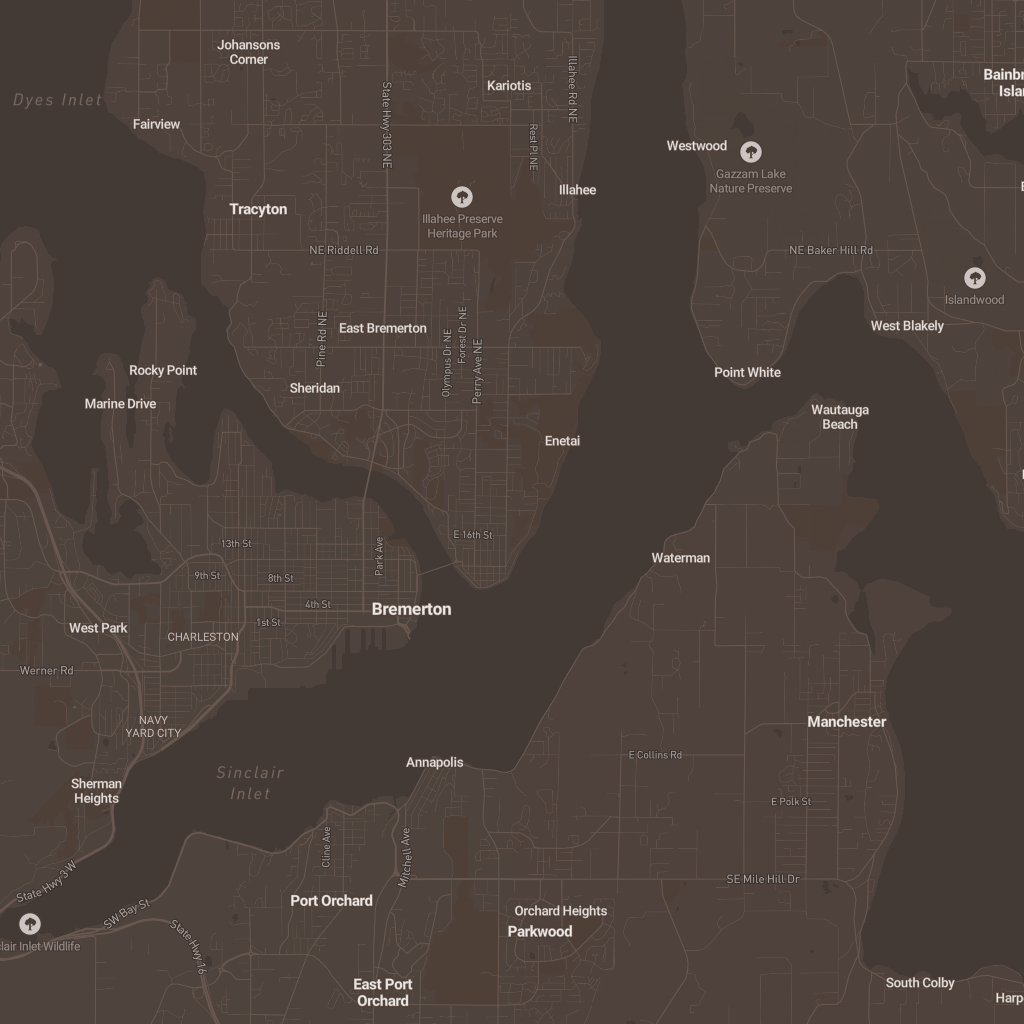 Johansons
Corner
Kariotis
Illahee Rd NE
State Hwy 303 NE
Bainbr
Islan
Dyes Inlet
Fairview
Rest Pl NE
Westwood
Gazzam Lake
Nature Preserve
Illahee
Tracyton
Illahee Preserve
Heritage Park
NE Riddell Rd
NE Baker Hill Rd
Islandwood
East Bremerton
Pine Rd NE
Olympus Dr NE
Forest Dr NE
Perry Ave NE
West Blakely
Rocky Point
Sheridan
Point White
Marine Drive
Wautauga
Beach
Enetai
E 16th St
13th St
Park Ave
Waterman
9th St
8th St
4th St
Bremerton
1st St
West Park
CHARLESTON
Werner Rd
NAVY
YARD CITY
Manchester
Annapolis
E Collins Rd
Sinclair
Inlet
Sherman
Heights
E Polk St
Cline Ave
Mitchell Ave
State Hwy 3 W
SE Mile Hill Dr
Port Orchard
SW Bay St
Orchard Heights
Parkwood
State Hwy 16
clair Inlet Wildlife
East Port
Orchard
South Colby
Harp